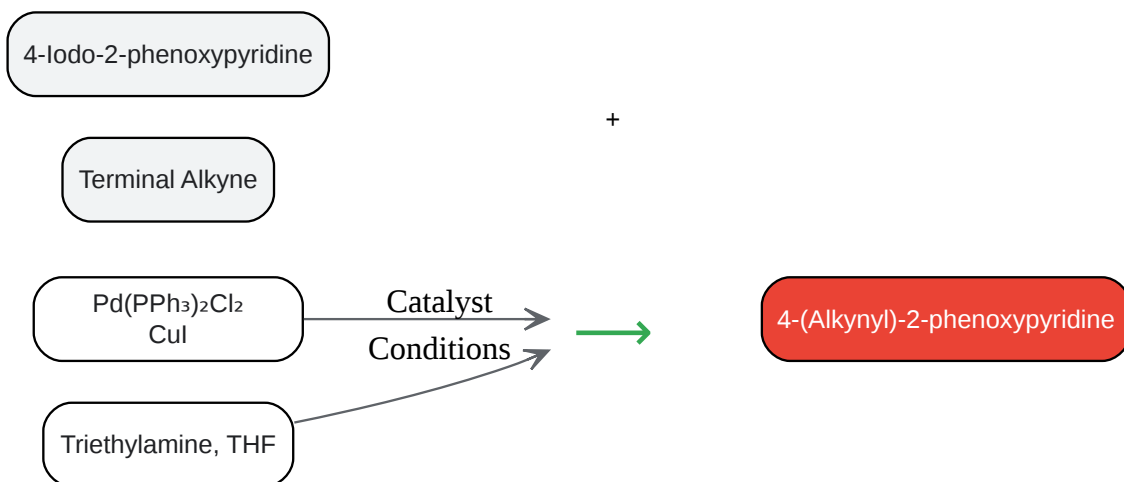 4-Iodo-2-phenoxypyridine
+
Terminal Alkyne
Pd(PPh₃)₂Cl₂
CuI
Catalyst
Conditions
4-(Alkynyl)-2-phenoxypyridine
Triethylamine, THF